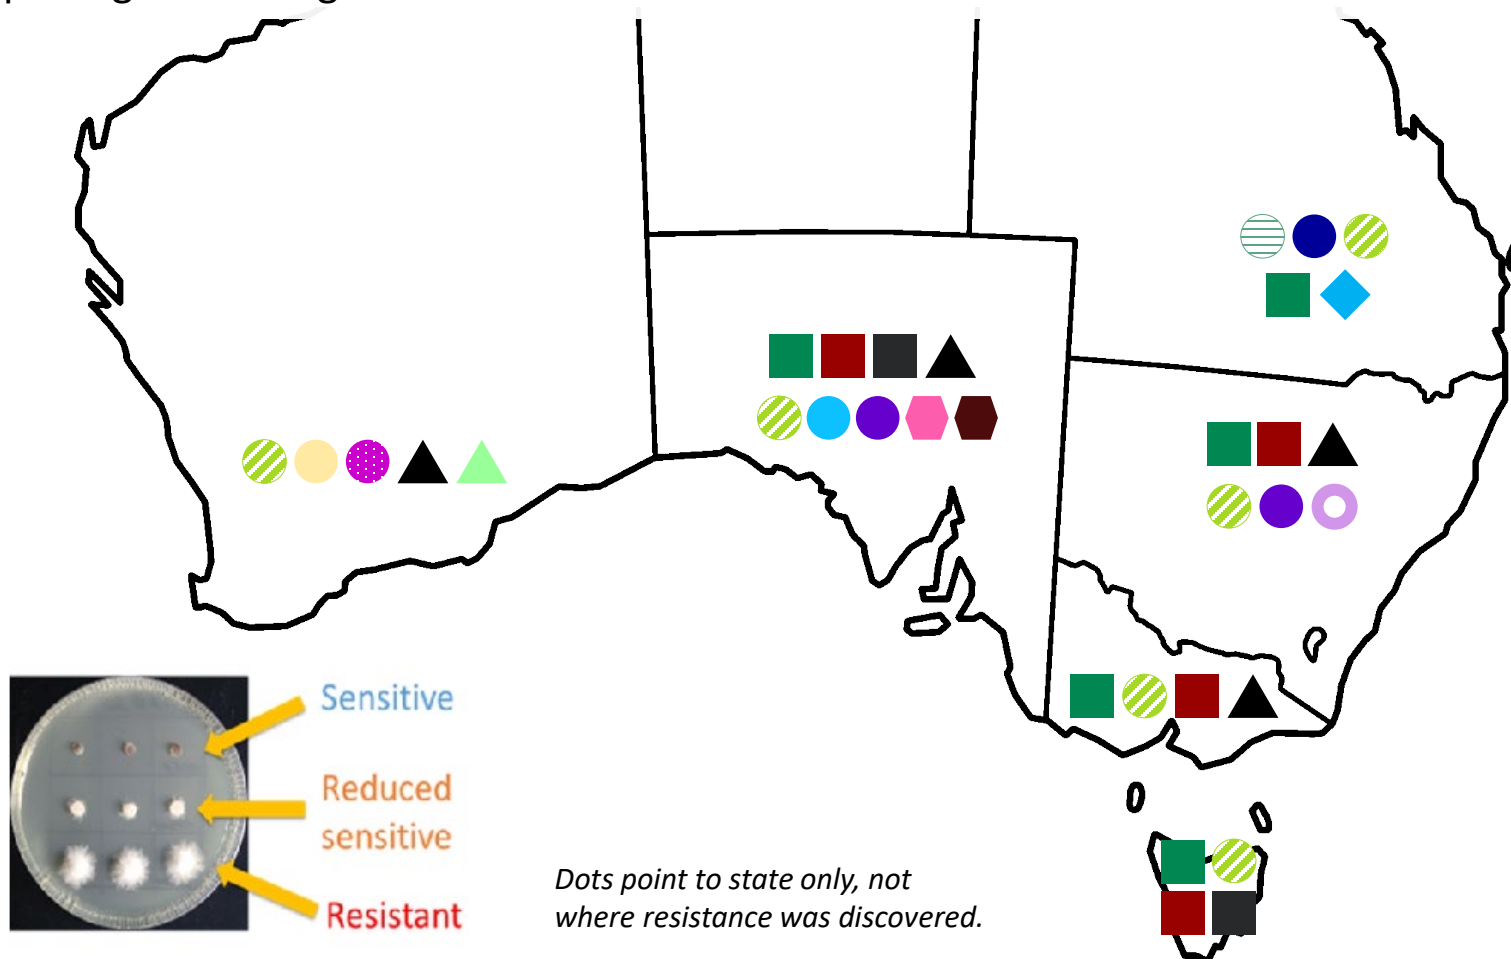 Sensitive
Reduced
sensitive
Resistant
Dots point to state only, not
where resistance was discovered.